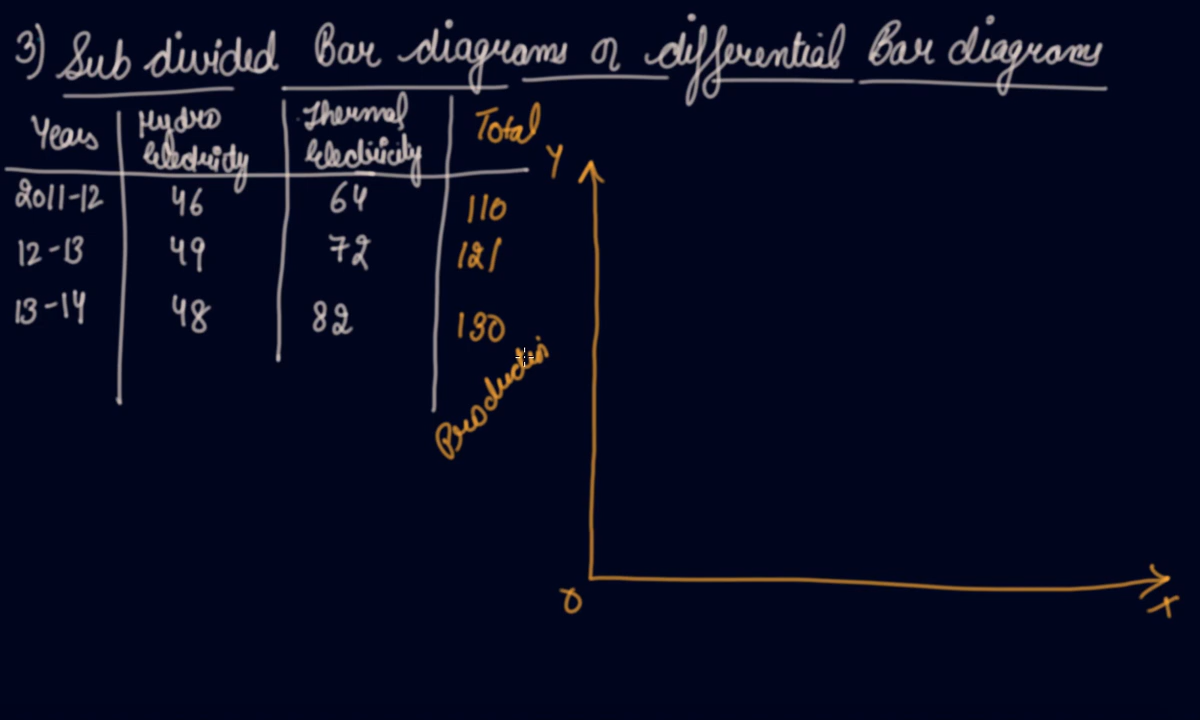 3) Sub divided Bar diagrams or differential Bar diagrams
Years Hydro Electricity Thermal Electricity Total
2011-12 46 64 110
12-13 49 72 121
13-14 48 82 130
Production
Y
O
X